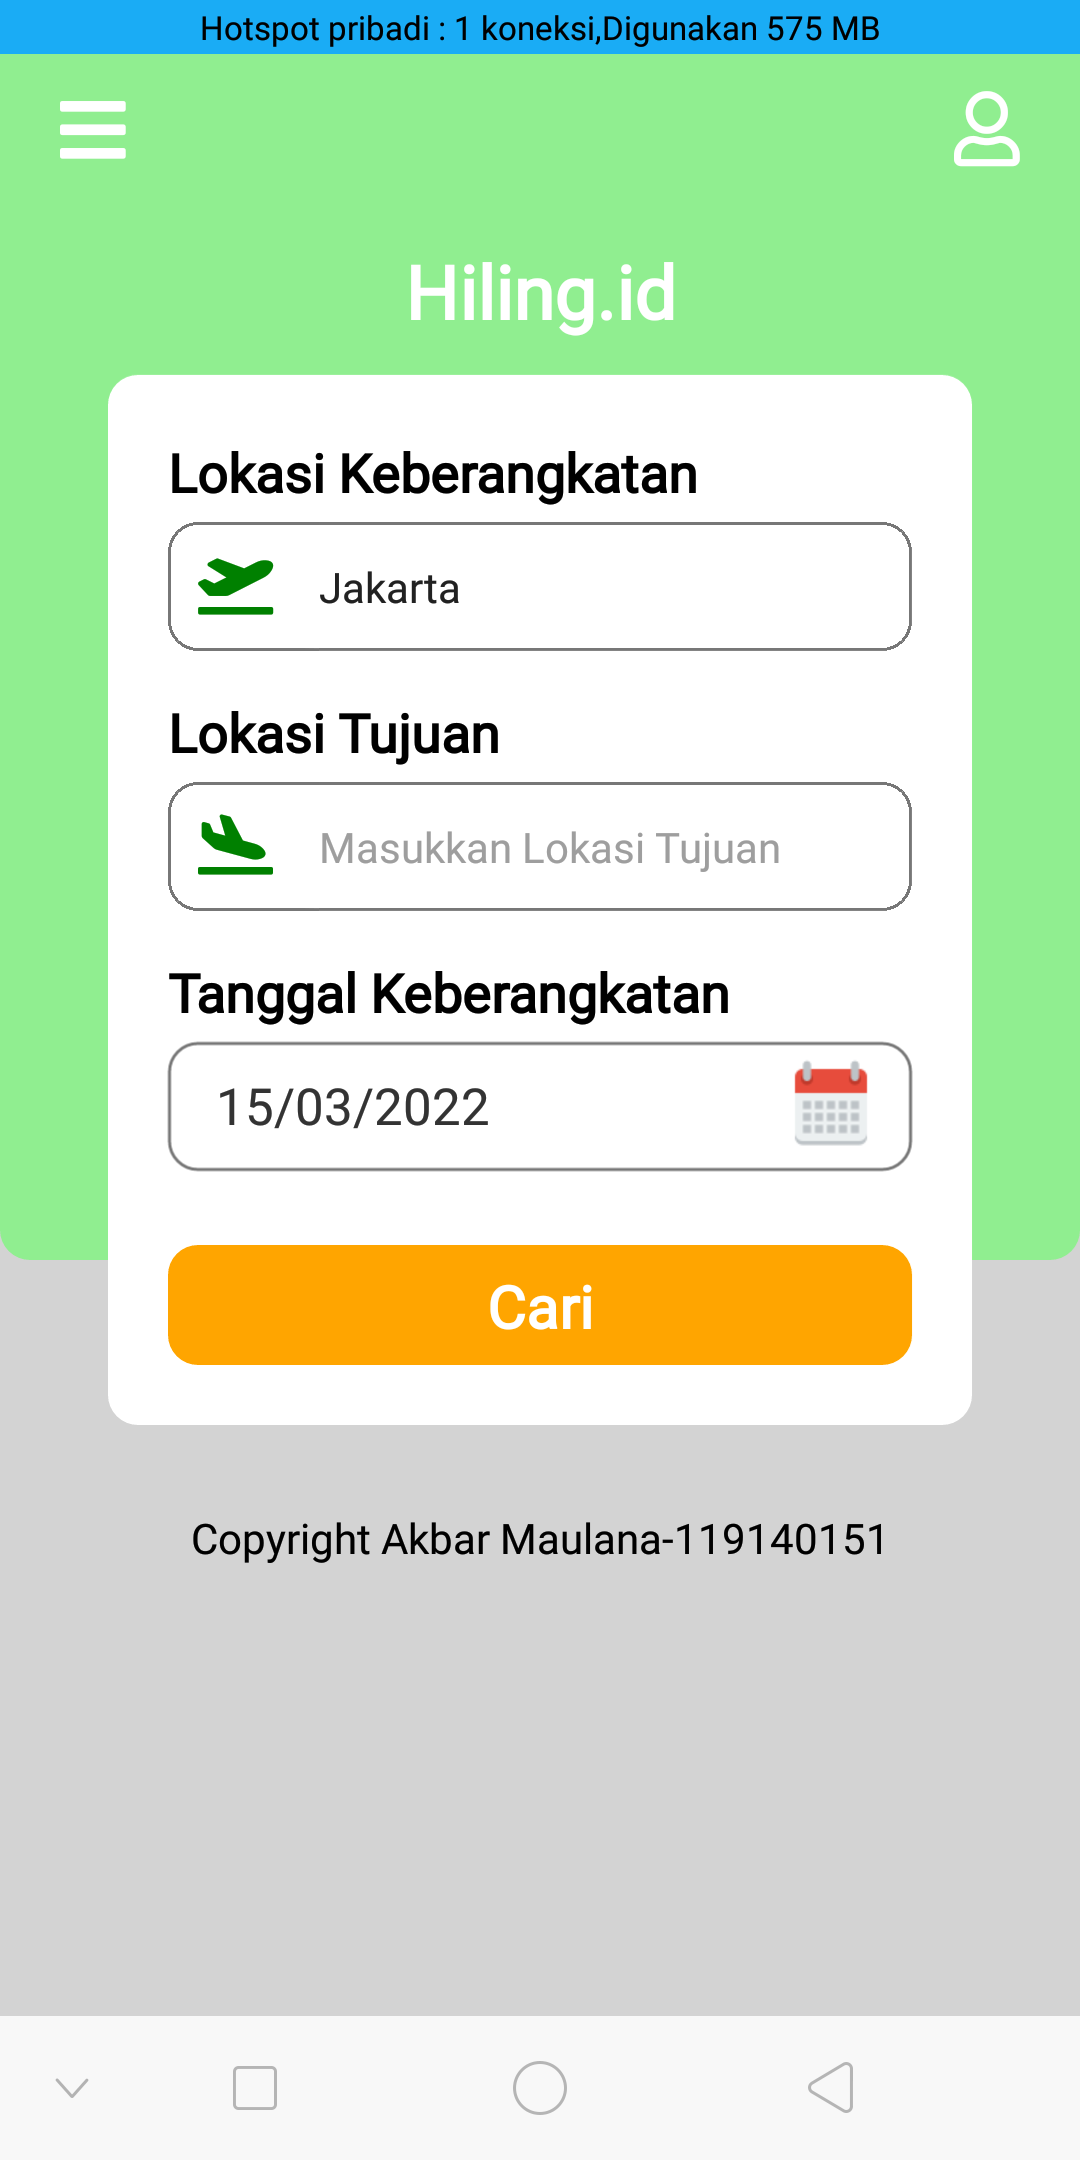 Hotspot pribadi : 1 koneksi,Digunakan 575 MB
Hiling.id
Lokasi Keberangkatan
Jakarta
Lokasi Tujuan
Masukkan Lokasi Tujuan
Tanggal Keberangkatan
15/03/2022
Cari
Copyright Akbar Maulana-119140151